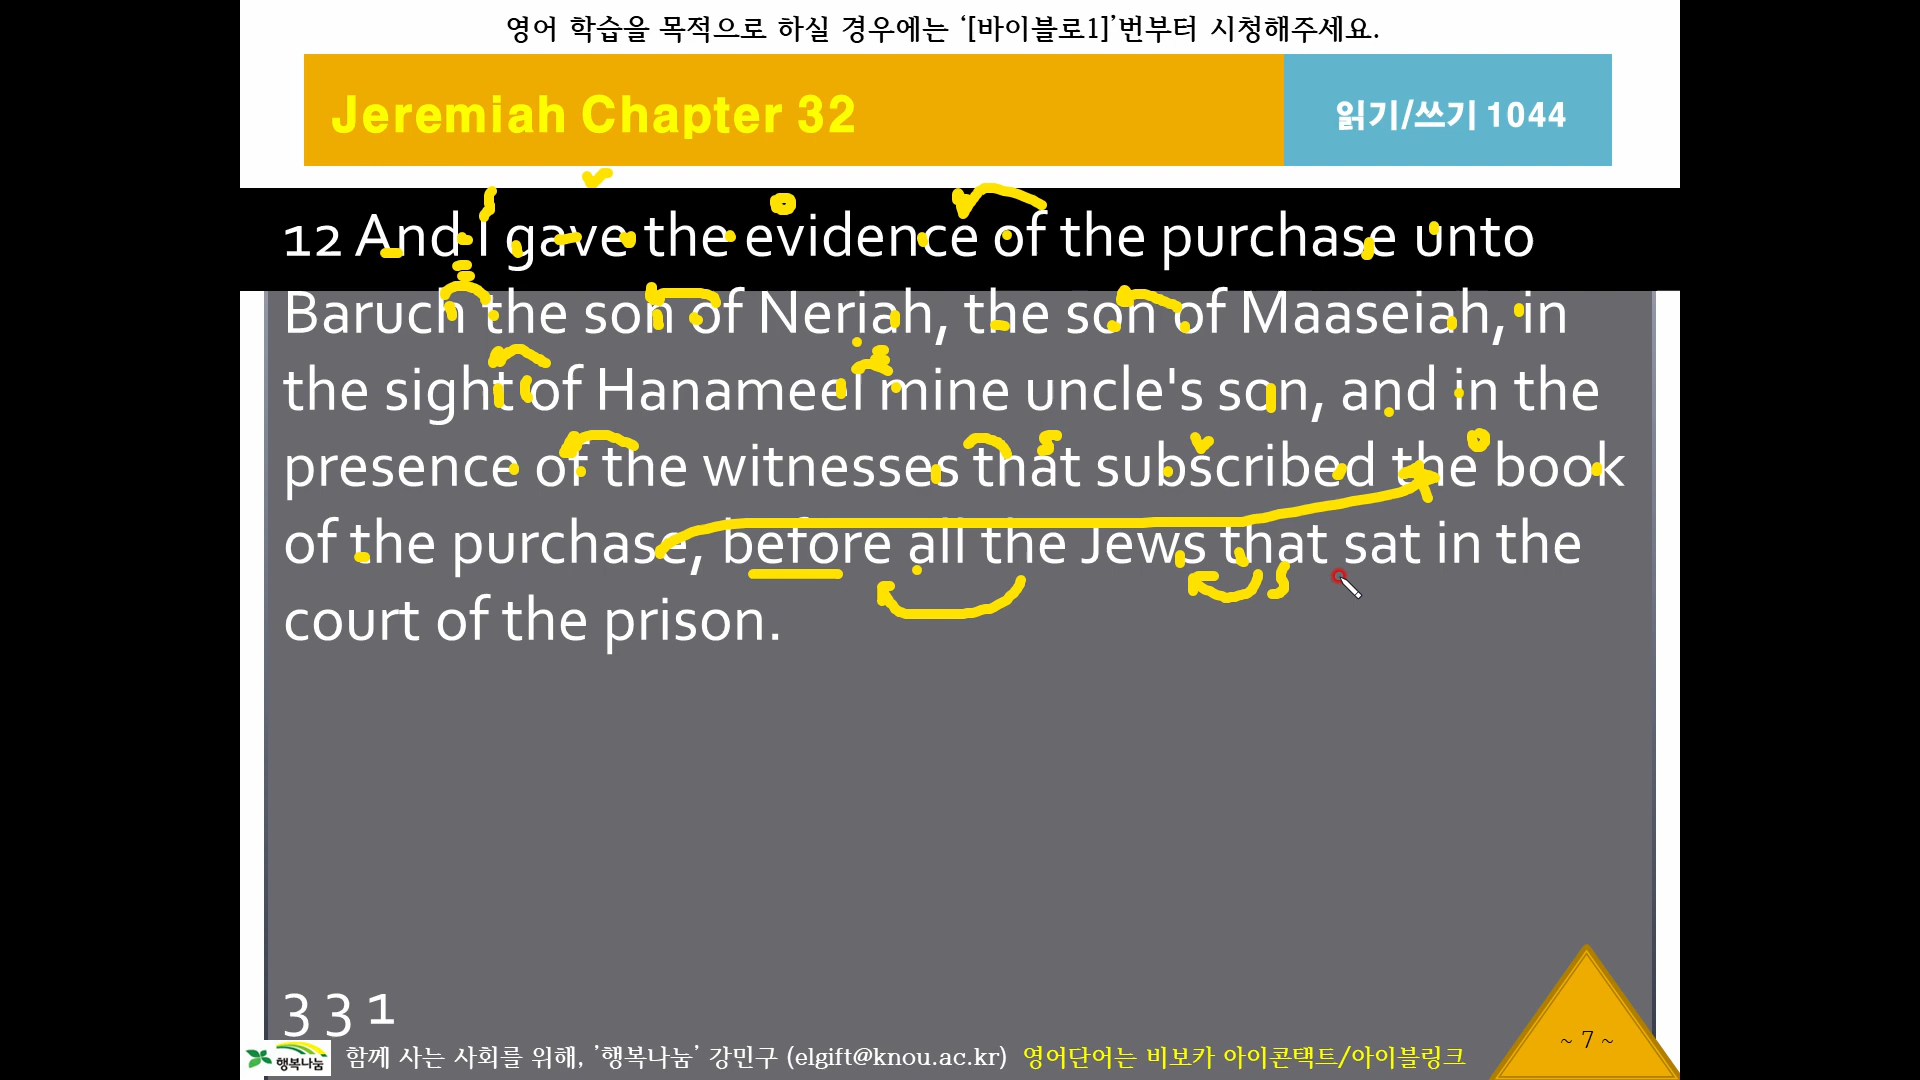 영어 학습을 목적으로 하실 경우에는 ‘[바이블로1]’번부터 시청해주세요.
Jeremiah Chapter 32
읽기/쓰기 1044
12 And I gave the evidence of the purchase unto
Baruch the son of Neriah, the son of Maaseiah, in
the sight of Hanameel mine uncle's son, and in the
presence of the witnesses that subscribed the book
of the purchase, before all the Jews that sat in the
court of the prison.
3 3 1
행복나눔 함께 사는 사회를 위해, ’행복나눔’ 강민구 (elgift@knou.ac.kr) 영어단어는 비보카 아이콘택트/아이블링크
~ 7 ~